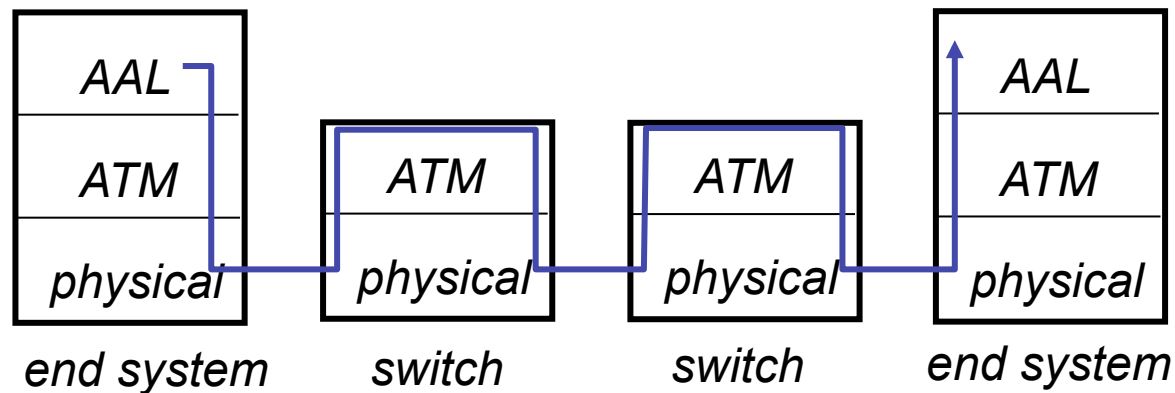 AAL
ATM
physical
end system
ATM
physical
switch
ATM
physical
switch
AAL
ATM
physical
end system